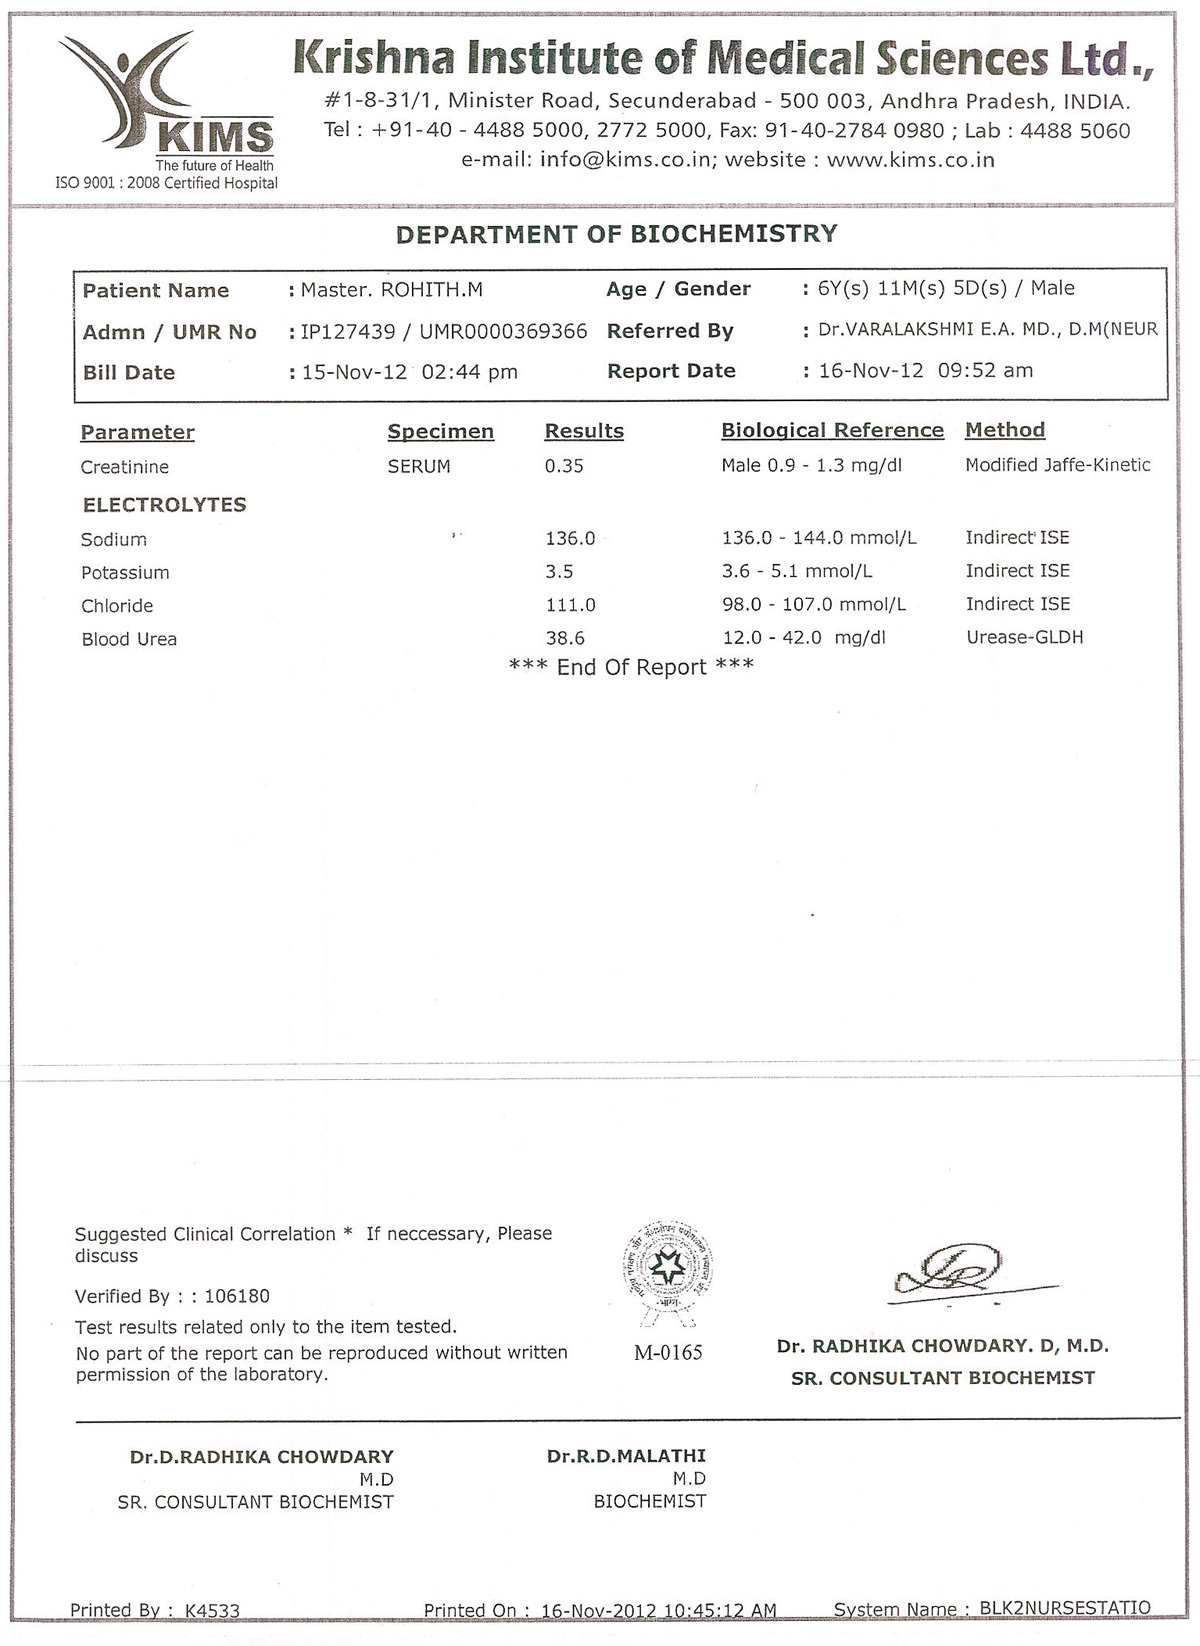 Krishna Institute of Medical Sciences Ltd.,
#1-8-31/1, Minister Road, Secunderabad - 500 003, Andhra Pradesh, INDIA.
Tel : +91-40 - 4488 5000, 2772 5000, Fax: 91-40-2784 0980 ; Lab : 4488 5060
e-mail: info@kims.co.in; website : www.kims.co.in
KIMS
The future of Health
ISO 9001 : 2008 Certified Hospital
DEPARTMENT OF BIOCHEMISTRY
Patient Name : Master. ROHITH.M Age / Gender : 6Y(s) 11M(s) 5D(s) / Male
Admn / UMR No : IP127439 / UMR0000369366 Referred By : Dr.VARALAKSHMI E.A. MD., D.M(NEUR
Bill Date : 15-Nov-12 02:44 pm Report Date : 16-Nov-12 09:52 am
Parameter Specimen Results Biological Reference Method
Creatinine SERUM 0.35 Male 0.9 - 1.3 mg/dl Modified Jaffe-Kinetic
ELECTROLYTES
Sodium 136.0 136.0 - 144.0 mmol/L Indirect ISE
Potassium 3.5 3.6 - 5.1 mmol/L Indirect ISE
Chloride 111.0 98.0 - 107.0 mmol/L Indirect ISE
Blood Urea 38.6 12.0 - 42.0 mg/dl Urease-GLDH
*** End Of Report ***
Suggested Clinical Correlation * If neccessary, Please
discuss
Verified By : : 106180
Test results related only to the item tested.
No part of the report can be reproduced without written
permission of the laboratory.
भारत
M-0165
Dr. RADHIKA CHOWDARY. D, M.D.
SR. CONSULTANT BIOCHEMIST
Dr.D.RADHIKA CHOWDARY Dr.R.D.MALATHI
M.D M.D
SR. CONSULTANT BIOCHEMIST BIOCHEMIST
Printed By : K4533 Printed On : 16-Nov-2012 10:45:12 AM System Name : BLK2NURSESTATIO